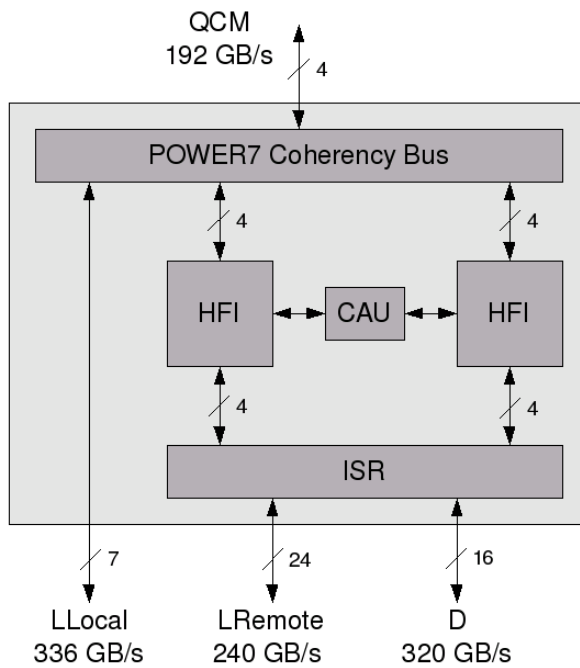 QCM
192 GB/s
4
POWER7 Coherency Bus
4
4
HFI
CAU
HFI
4
4
ISR
7
24
16
LLocal
336 GB/s
LRemote
240 GB/s
D
320 GB/s